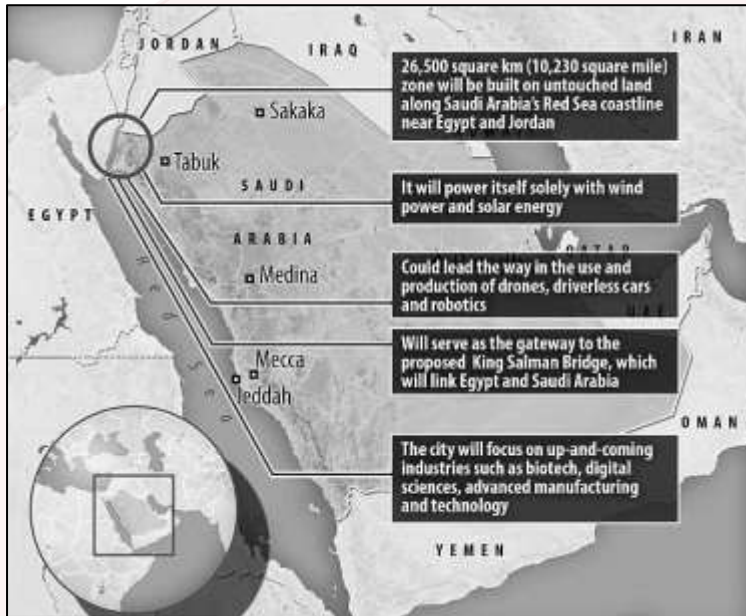 JORDAN
IRAQ
IRAN
26,500 square km (10,230 square mile)
zone will be built on untouched land
along Saudi Arabia's Red Sea coastline
near Egypt and Jordan
Sakaka
Tabuk
SAUDI
It will power itself solely with wind
power and solar energy
EGYPT
ARABIA
QATAR
Medina
Could lead the way in the use and
production of drones, driverless cars
and robotics
UAE
Red Sea
Will serve as the gateway to the
proposed King Salman Bridge, which
will link Egypt and Saudi Arabia
Mecca
Jeddah
OMAN
The city will focus on up-and-coming
industries such as biotech, digital
sciences, advanced manufacturing
and technology
YEMEN